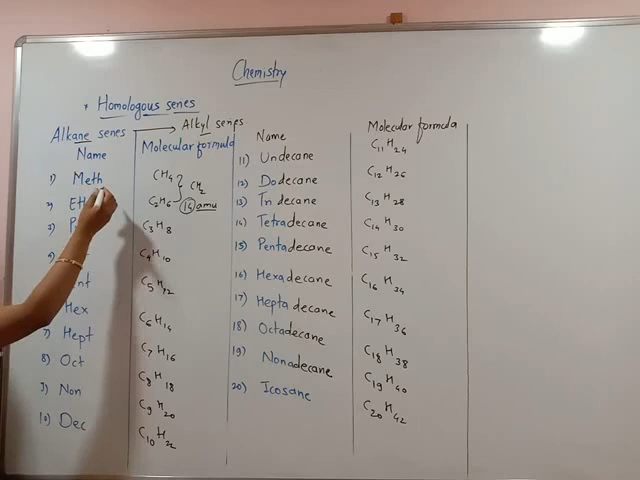 Chemistry
* Homologous series
Alkane series → Alkyl series
Name
Molecular formula
1) Meth
CH4
CH2
2) Eth
C2H6
14 amu
C3H8
C4H10
C5H12
Hex
C6H14
7) Hept
C7H16
8) Oct
C8H18
9) Non
C9H20
10) Dec
C10H22
Name
Molecular formula
11) Undecane
C11H24
12) Dodecane
C12H26
13) Tridecane
C13H28
14) Tetradecane
C14H30
15) Pentadecane
C15H32
16) Hexadecane
C16H34
17) Heptadecane
C17H36
18) Octadecane
C18H38
19) Nonadecane
C19H40
20) Icosane
C20H42